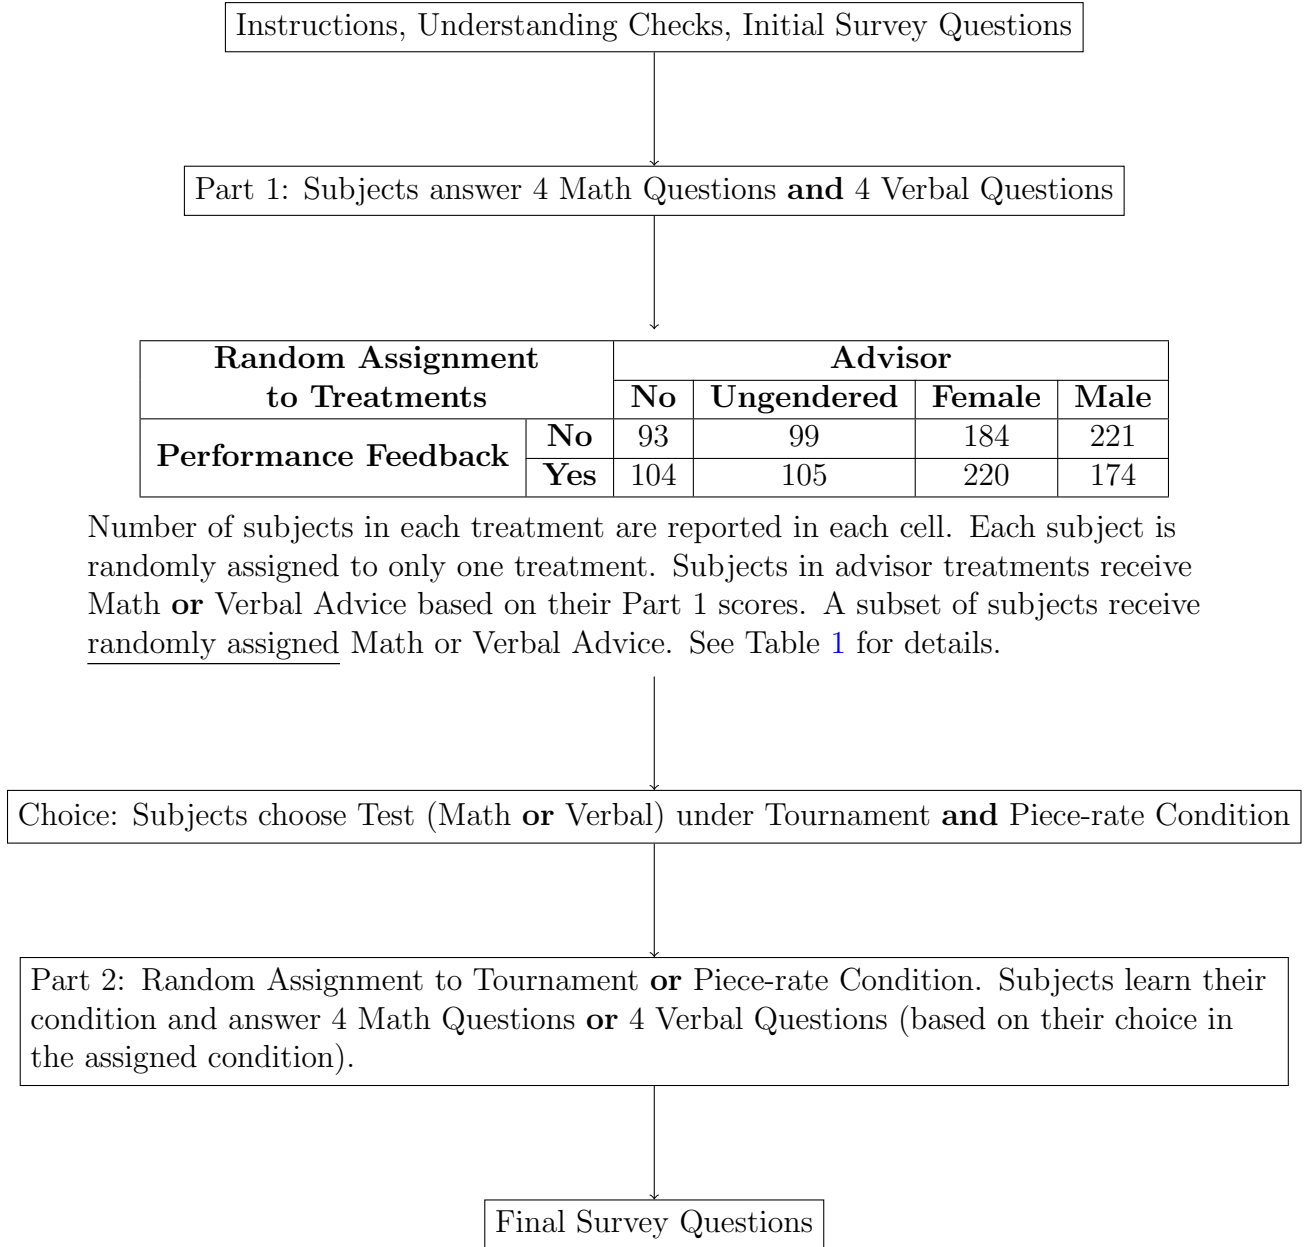 Instructions, Understanding Checks, Initial Survey Questions
Part 1: Subjects answer 4 Math Questions and 4 Verbal Questions
Random Assignment to Treatments Advisor
No Ungendered Female Male
Performance Feedback No 93 99 184 221
Yes 104 105 220 174
Number of subjects in each treatment are reported in each cell. Each subject is
randomly assigned to only one treatment. Subjects in advisor treatments receive
Math or Verbal Advice based on their Part 1 scores. A subset of subjects receive
randomly assigned Math or Verbal Advice. See Table 1 for details.
Choice: Subjects choose Test (Math or Verbal) under Tournament and Piece-rate Condition
Part 2: Random Assignment to Tournament or Piece-rate Condition. Subjects learn their
condition and answer 4 Math Questions or 4 Verbal Questions (based on their choice in
the assigned condition).
Final Survey Questions